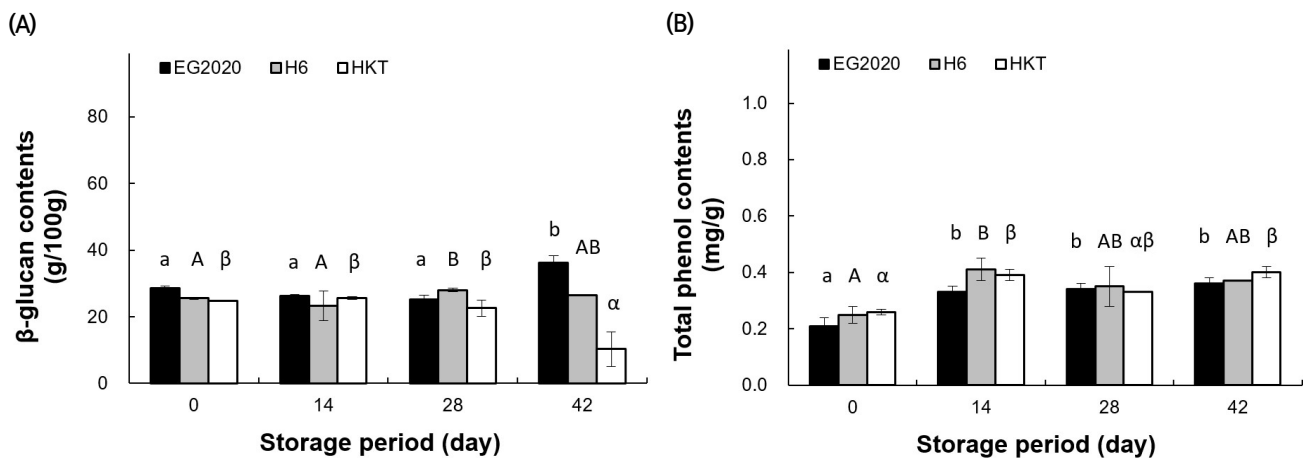 (A)
EG2020 H6 HKT
β-glucan contents
(g/100g)
80
60
40
20
0
a A β
a A β
a B β
b AB α
0 14 28 42
Storage period (day)
(B)
EG2020 H6 HKT
Total phenol contents
(mg/g)
1.0
0.8
0.6
0.4
0.2
0.0
a A α
b B β
b AB αβ
b AB β
0 14 28 42
Storage period (day)